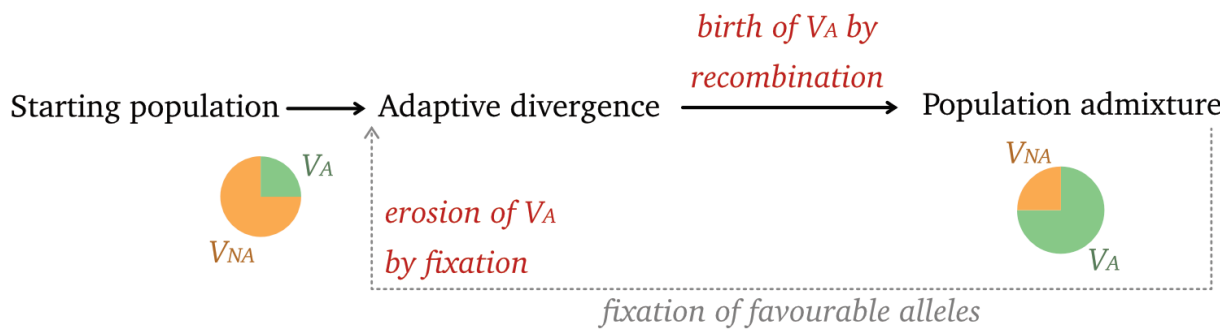 birth of VA by
recombination
Starting population
Adaptive divergence
Population admixture
VA
VNA
erosion of VA
by fixation
VNA
VA
fixation of favourable alleles